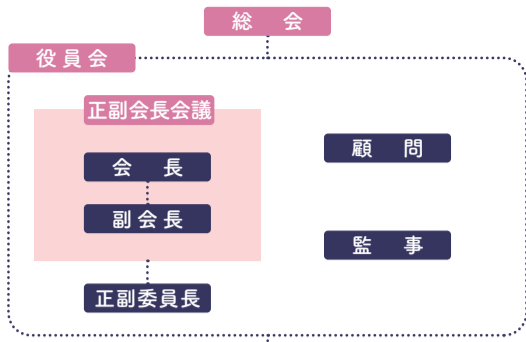 総　会
役員会
正副会長会議
会　長
副会長
正副委員長
顧　問
監　事